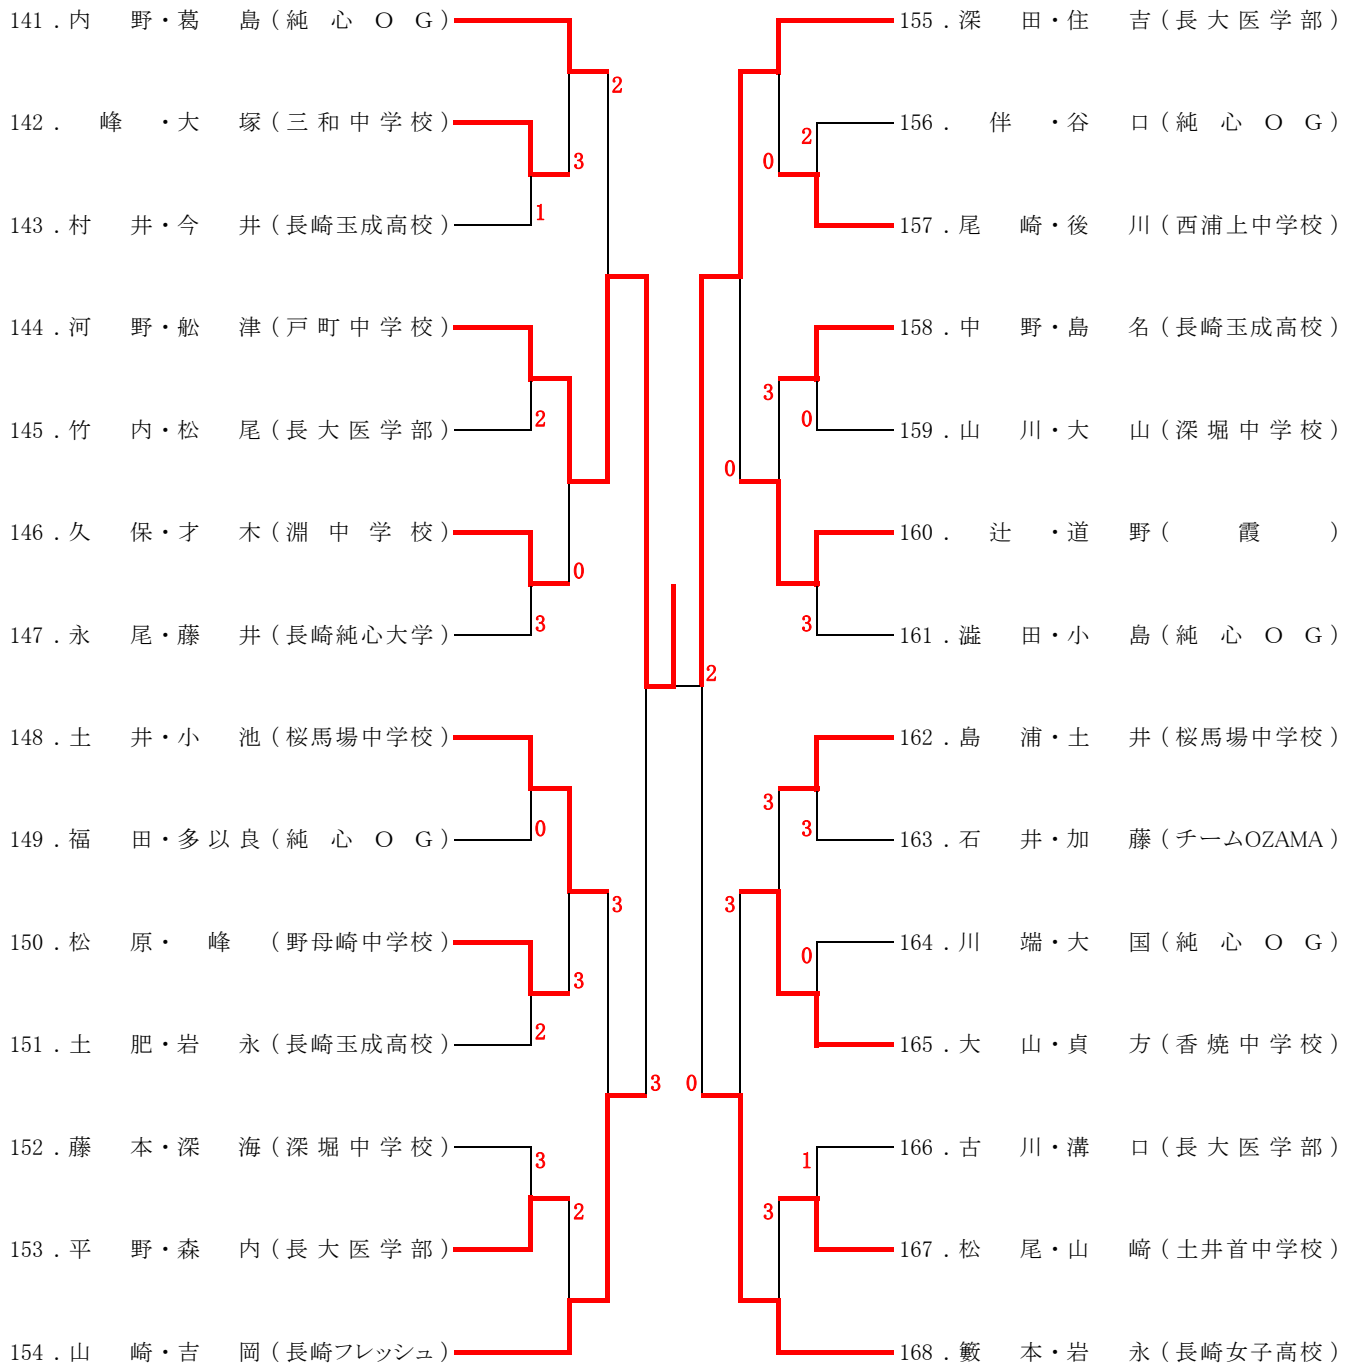 141．内　野・葛　島（純 心 O G）
2
142．　峰　・大　塚（三和中学校）
3
1
143．村　井・今　井（長崎玉成高校）
144．河　野・舩　津（戸町中学校）
2
145．竹　内・松　尾（長大医学部）
146．久　保・才　木（淵 中 学 校）
0
147．永　尾・藤　井（長崎純心大学）
3
148．土　井・小　池（桜馬場中学校）
0
149．福　田・多以良（純 心 O G）
3
150．松　原・　峰　（野母崎中学校）
3
2
151．土　肥・岩　永（長崎玉成高校）
3
152．藤　本・深　海（深堀中学校）
3
2
153．平　野・森　内（長大医学部）
154．山　崎・吉　岡（長崎フレッシュ）
155．深　田・住　吉（長大医学部）
2
156．　伴　・谷　口（純 心 O G）
0
157．尾　崎・後　川（西浦上中学校）
158．中　野・島　名（長崎玉成高校）
3
0
159．山　川・大　山（深堀中学校）
0
160．　辻　・道　野（　霞　）
3
161．澁　田・小　島（純 心 O G）
2
162．島　浦・土　井（桜馬場中学校）
3
3
163．石　井・加　藤（チームOZAMA）
3
0
164．川　端・大　国（純 心 O G）
165．大　山・貞　方（香焼中学校）
0
166．古　川・溝　口（長大医学部）
1
3
167．松　尾・山　﨑（土井首中学校）
168．籔　本・岩　永（長崎女子高校）